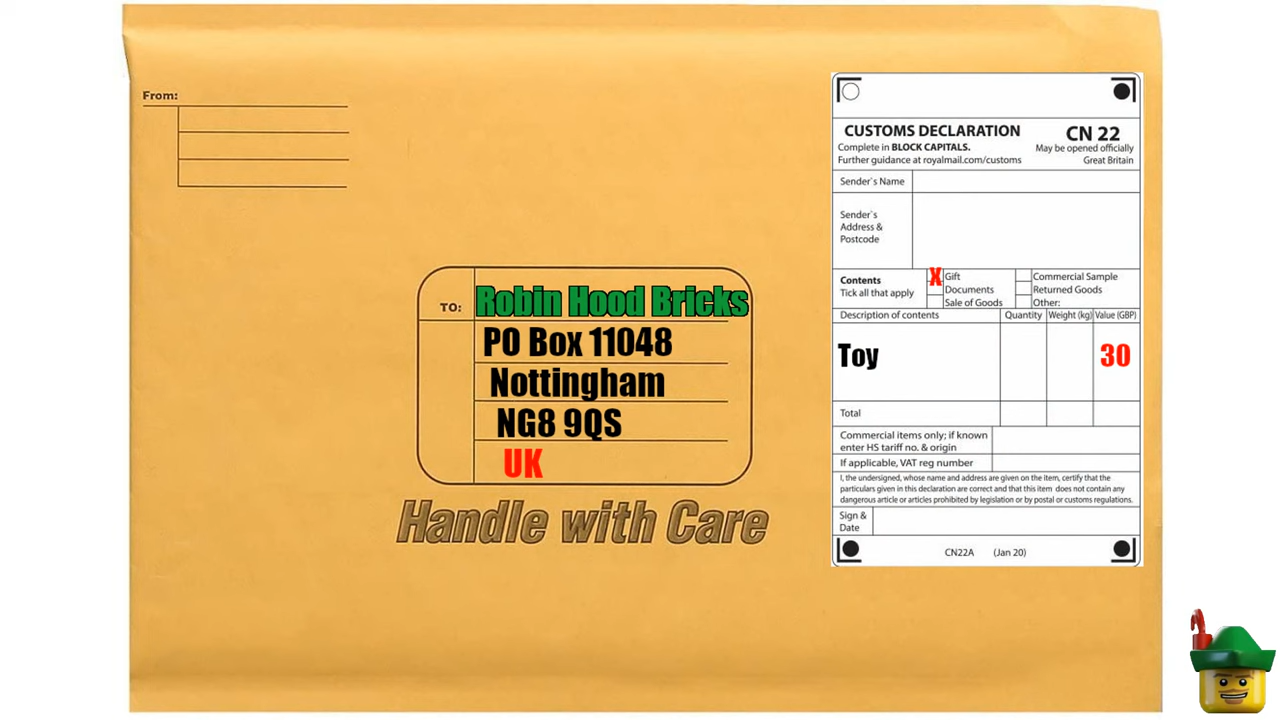 From:
TO: Robin Hood Bricks
PO Box 11048
Nottingham
NG8 9QS
UK
Handle with Care
CUSTOMS DECLARATION CN 22
Complete in BLOCK CAPITALS. May be opened officially
Further guidance at royalmail.com/customs Great Britain
Sender`s Name
Sender`s
Address &
Postcode
Contents
Tick all that apply
X Gift Commercial Sample
Documents Returned Goods
Sale of Goods Other:
Description of contents Quantity Weight (kg) Value (GBP)
Toy 30
Total
Commercial items only; if known
enter HS tariff no. & origin
If applicable, VAT reg number
I, the undersigned, whose name and address are given on the item, certify that the
particulars given in this declaration are correct and that this item does not contain any
dangerous article or articles prohibited by legislation or by postal or customs regulations.
Sign &
Date
CN22A (Jan 20)